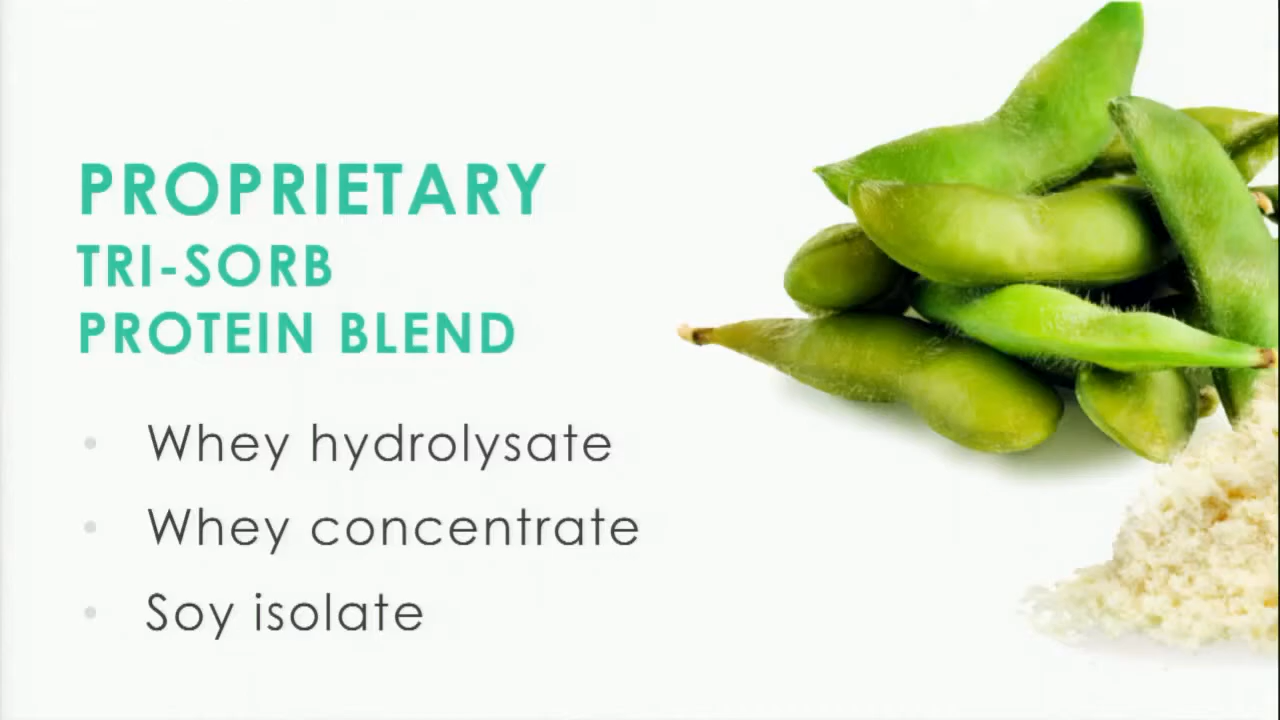 PROPRIETARY
TRI-SORB
PROTEIN BLEND
• Whey hydrolysate
• Whey concentrate
• Soy isolate